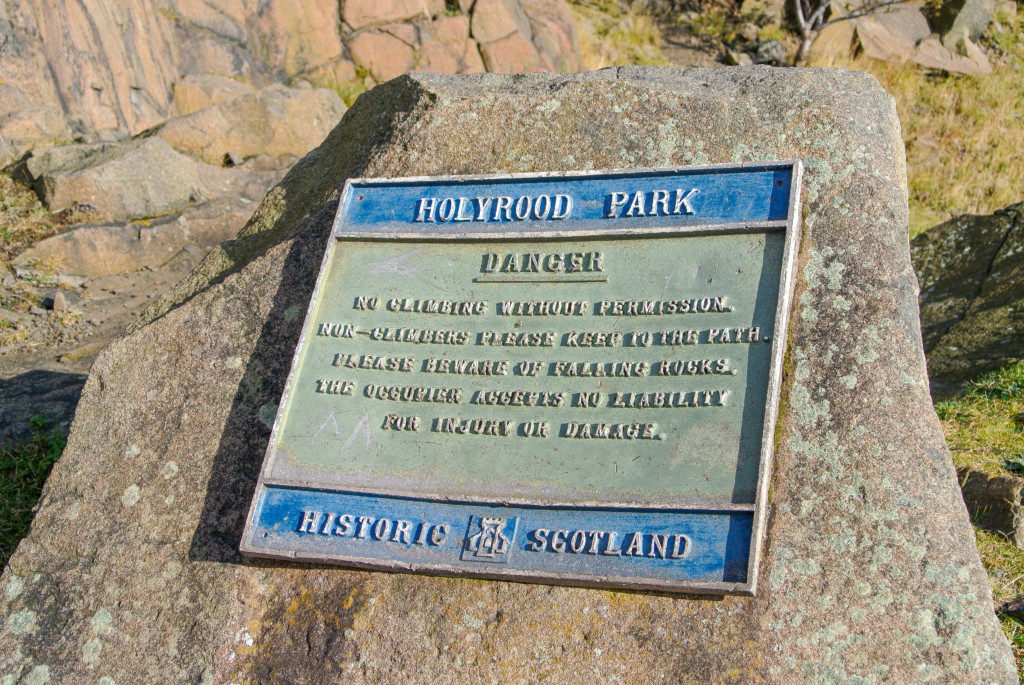 HOLYROOD PARK
DANGER
NO CLIMBING WITHOUT PERMISSION.
NON-CLIMBERS PLEASE KEEP TO THE PATH.
PLEASE BEWARE OF FALLING ROCKS.
THE OCCUPIER ACCEPTS NO LIABILITY
FOR INJURY OR DAMAGE.
HISTORIC SCOTLAND